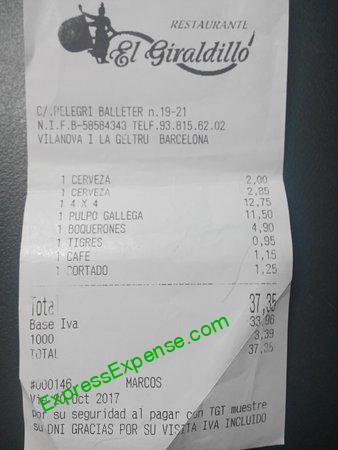 RESTAURANTE
El Giraldillo
C/.PELEGRI BALLETER n.19-21
N.I.F.B-58584343 TELF.93.815.62.02
VILANOVA I LA GELTRU BARCELONA
1 CERVEZA 2,00
1 CERVEZA 2,85
1 4 X 4 12,75
1 PULPO GALLEGA 11,50
1 BOQUERONES 4,90
1 TIGRES 0,95
1 CAFE 1,15
1 CORTADO 1,25
Total 37,35
Base Iva 33,96
1000 3,39
TOTAL 37,35
#000146 MARCOS
Oct 2017
por su seguridad al pagar con TGT muestre
su DNI GRACIAS POR SU VISITA IVA INCLUIDO
ExpressExpense.com